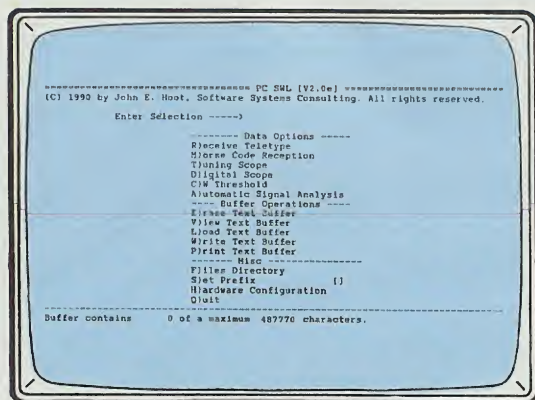 ================================= PC SWL [V2.0e] =========================
(C) 1990 by John E. Hoot, Software Systems Consulting. All rights reserved.
Enter Selection ----->
-------- Data Options -----
R)eceive Teletype
M)orse Code Reception
T)uning Scope
D)igital Scope
C)W Threshold
A)utomatic Signal Analysis
---- Buffer Operations ----
E)rase Text Buffer
V)iew Text Buffer
L)oad Text Buffer
W)rite Text Buffer
P)rint Text Buffer
------- Misc -----------
F)iles Directory
S)et Prefix []
H)ardware Configuration
Q)uit
Buffer contains 0 of a maximum 487770 characters.